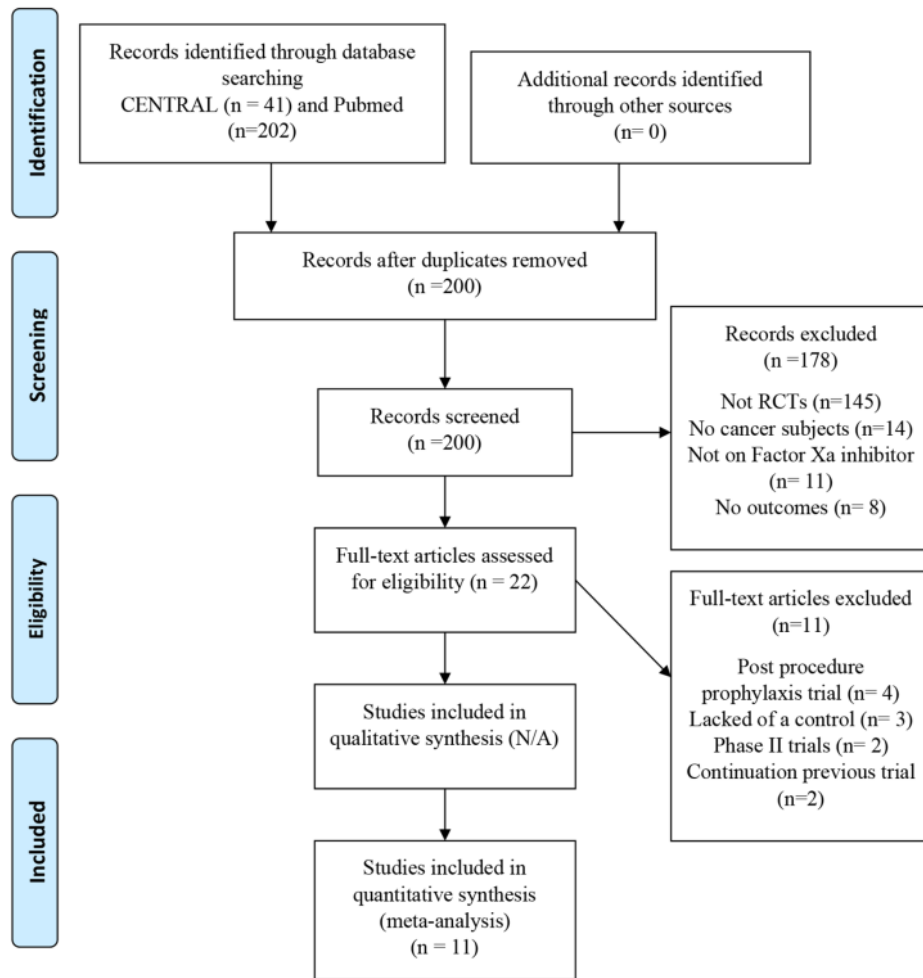 Identification
Records identified through database
searching
CENTRAL (n = 41) and Pubmed
(n=202)
Additional records identified
through other sources
(n= 0)
Records after duplicates removed
(n =200)
Screening
Records screened
(n =200)
Records excluded
(n =178)
Not RCTs (n=145)
No cancer subjects (n=14)
Not on Factor Xa inhibitor
(n= 11)
No outcomes (n= 8)
Eligibility
Full-text articles assessed
for eligibility (n = 22)
Full-text articles excluded
(n=11)
Post procedure
prophylaxis trial (n= 4)
Lacked of a control (n= 3)
Phase II trials (n= 2)
Continuation previous trial
(n=2)
Studies included in
qualitative synthesis (N/A)
Included
Studies included in
quantitative synthesis
(meta-analysis)
(n = 11)